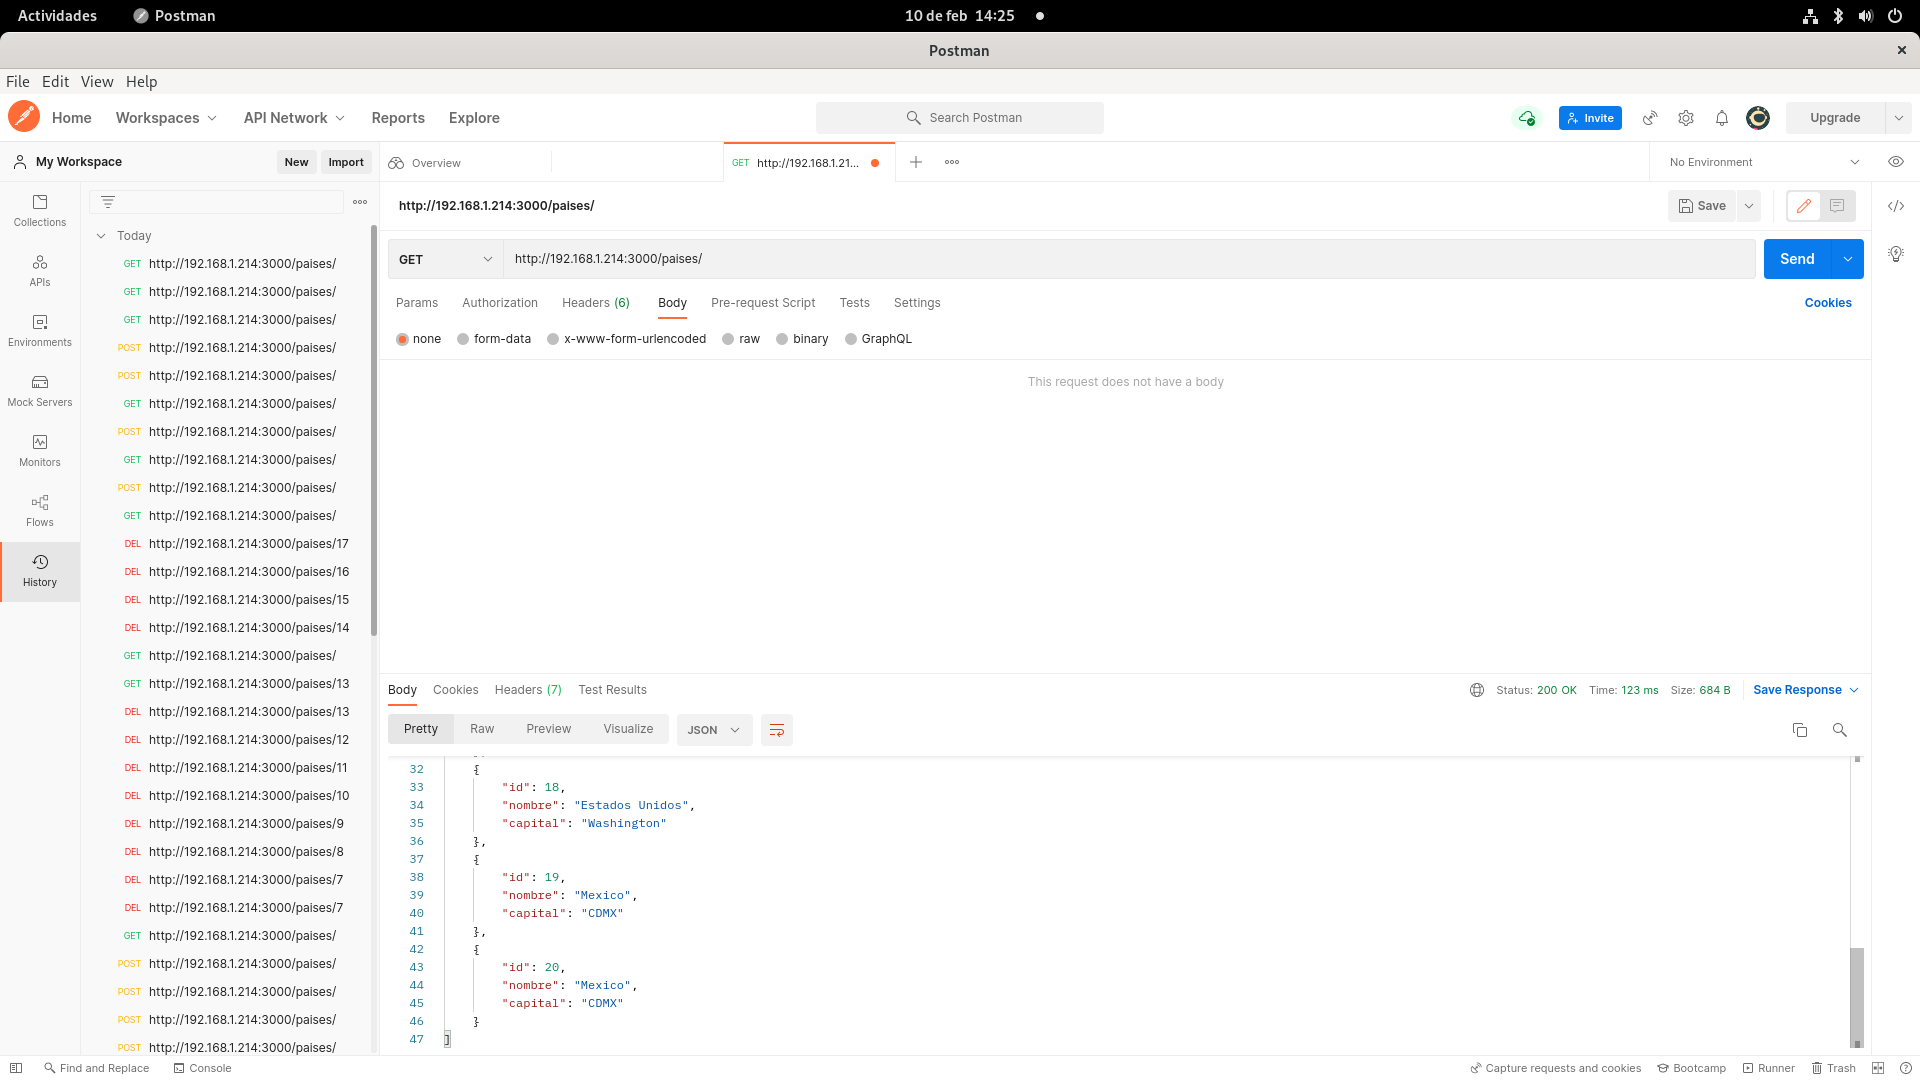 Actividades
Postman
10 de feb 14:25
Postman
File Edit View Help
Home Workspaces API Network Reports Explore
Search Postman
Invite
Upgrade
My Workspace
New Import
Overview
GET http://192.168.1.21...
No Environment
Collections
APIs
Environments
Mock Servers
Monitors
Flows
History
Today
GET http://192.168.1.214:3000/paises/
GET http://192.168.1.214:3000/paises/
GET http://192.168.1.214:3000/paises/
POST http://192.168.1.214:3000/paises/
POST http://192.168.1.214:3000/paises/
GET http://192.168.1.214:3000/paises/
POST http://192.168.1.214:3000/paises/
GET http://192.168.1.214:3000/paises/
POST http://192.168.1.214:3000/paises/
GET http://192.168.1.214:3000/paises/
DEL http://192.168.1.214:3000/paises/17
DEL http://192.168.1.214:3000/paises/16
DEL http://192.168.1.214:3000/paises/15
DEL http://192.168.1.214:3000/paises/14
GET http://192.168.1.214:3000/paises/
GET http://192.168.1.214:3000/paises/13
DEL http://192.168.1.214:3000/paises/13
DEL http://192.168.1.214:3000/paises/12
DEL http://192.168.1.214:3000/paises/11
DEL http://192.168.1.214:3000/paises/10
DEL http://192.168.1.214:3000/paises/9
DEL http://192.168.1.214:3000/paises/8
DEL http://192.168.1.214:3000/paises/7
DEL http://192.168.1.214:3000/paises/7
GET http://192.168.1.214:3000/paises/
POST http://192.168.1.214:3000/paises/
POST http://192.168.1.214:3000/paises/
POST http://192.168.1.214:3000/paises/
POST http://192.168.1.214:3000/paises/
http://192.168.1.214:3000/paises/
Save
GET http://192.168.1.214:3000/paises/
Send
Params Authorization Headers (6) Body Pre-request Script Tests Settings
Cookies
none form-data x-www-form-urlencoded raw binary GraphQL
This request does not have a body
Body Cookies Headers (7) Test Results
Status: 200 OK Time: 123 ms Size: 684 B
Save Response
Pretty Raw Preview Visualize JSON
32 {
33 "id": 18,
34 "nombre": "Estados Unidos",
35 "capital": "Washington"
36 },
37 {
38 "id": 19,
39 "nombre": "Mexico",
40 "capital": "CDMX"
41 },
42 {
43 "id": 20,
44 "nombre": "Mexico",
45 "capital": "CDMX"
46 }
47 ]
Find and Replace Console
Capture requests and cookies Bootcamp Runner Trash